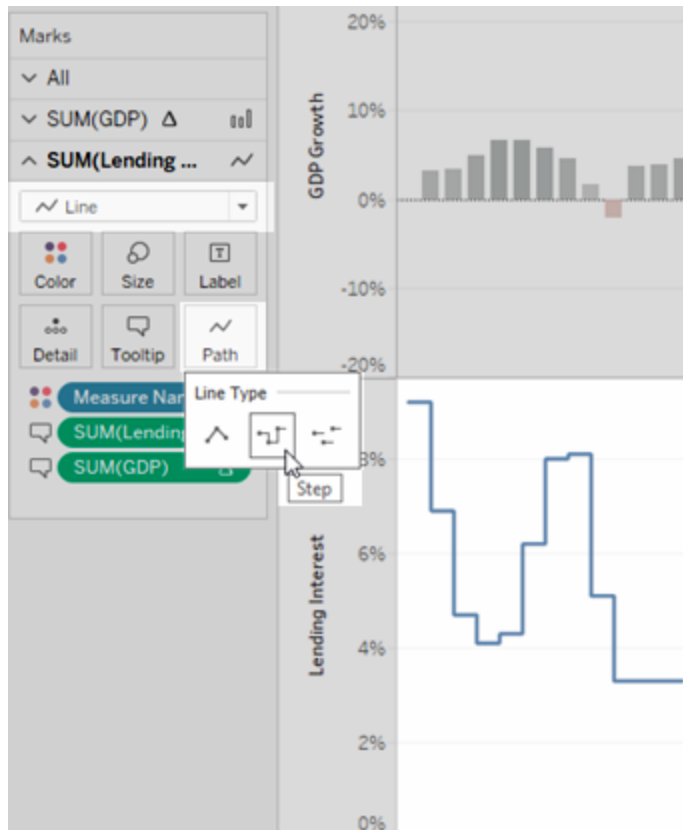 Marks
All
SUM(GDP) Δ
SUM(Lending ...
Line
Color
Size
Label
Detail
Tooltip
Path
Line Type
Measure Nar
SUM(Lending
SUM(GDP)
Step
GDP Growth
20%
10%
0%
-10%
-20%
Lending Interest
8%
6%
4%
2%
0%